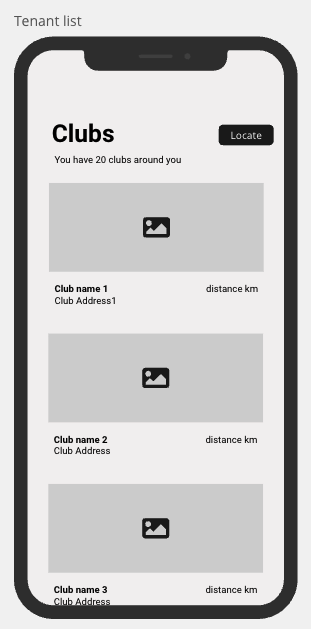 Tenant list
Clubs
Locate
You have 20 clubs around you
Club name 1
distance km
Club Address1
Club name 2
distance km
Club Address
Club name 3
distance km
Club Address